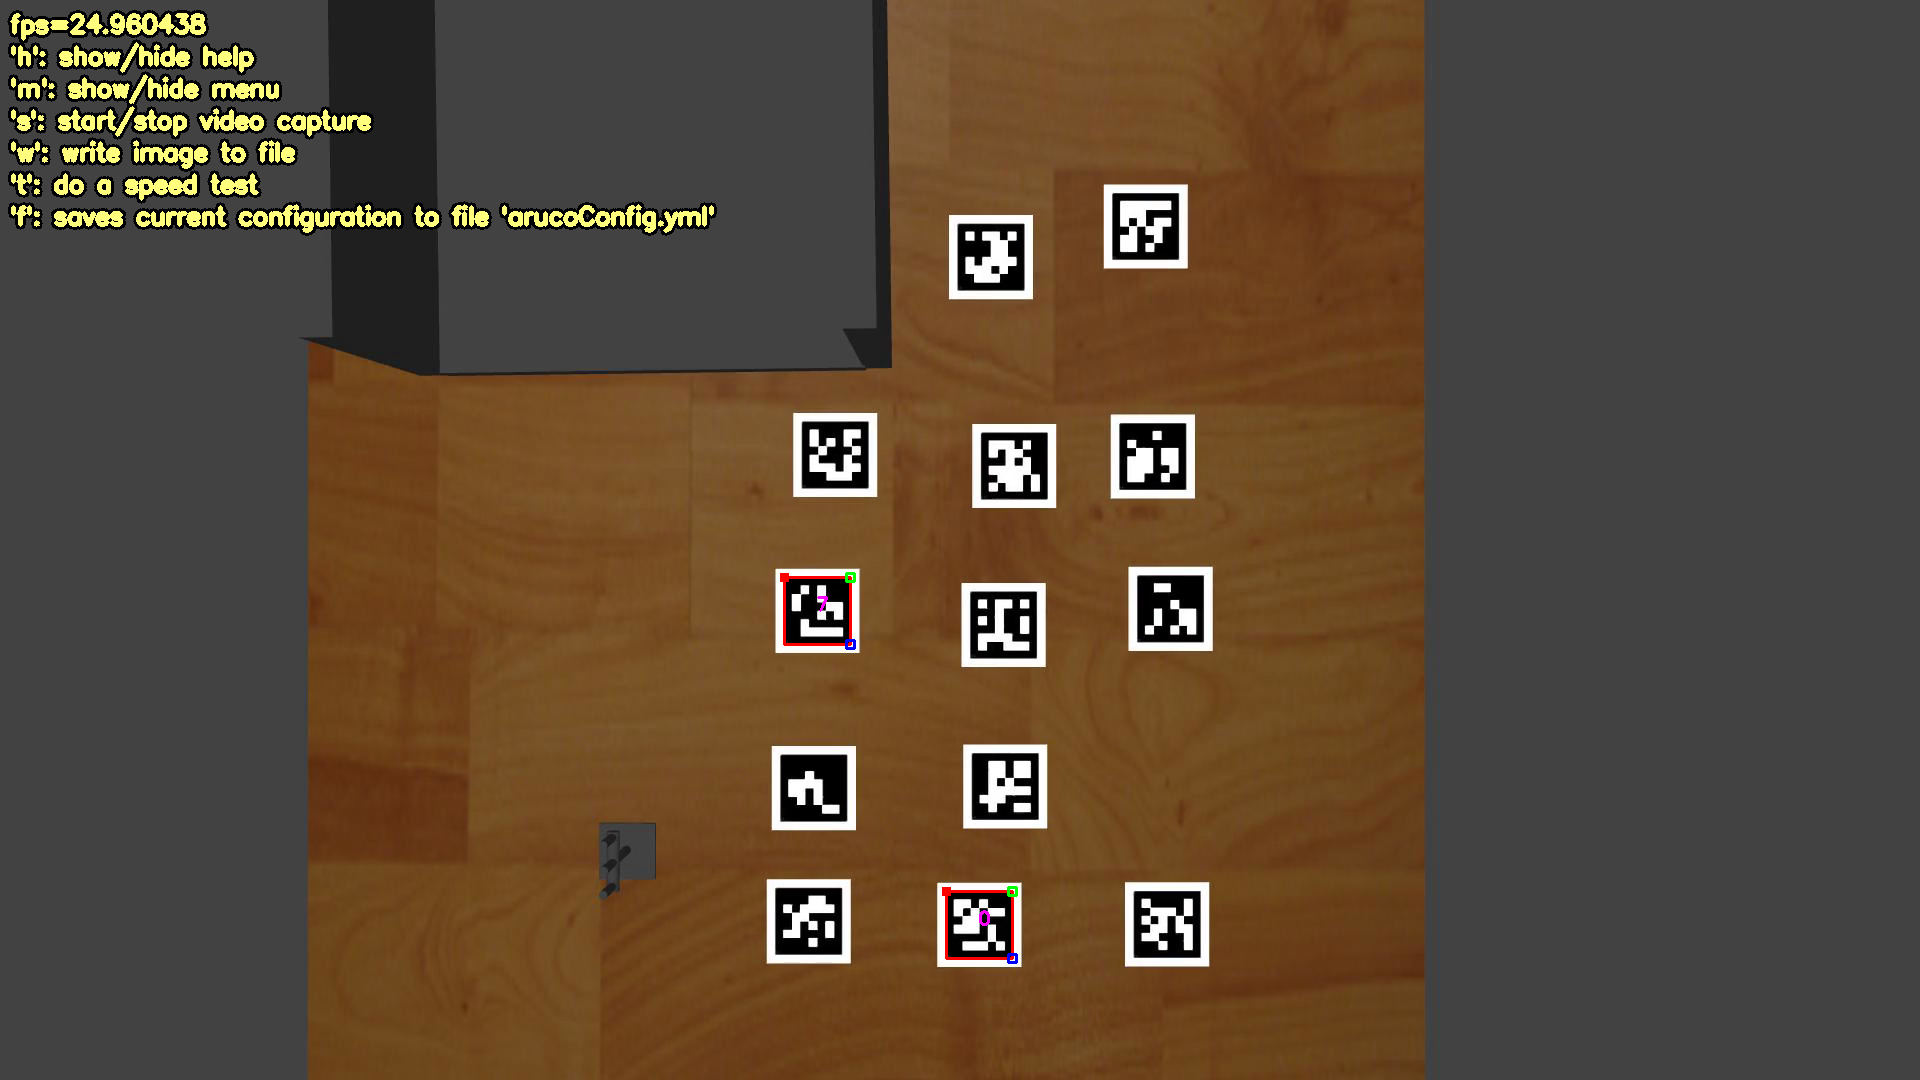 fps=24.960438
'h': show/hide help
'm': show/hide menu
's': start/stop video capture
'w': write image to file
't': do a speed test
'f': saves current configuration to file 'arucoConfig.yml'
7
0